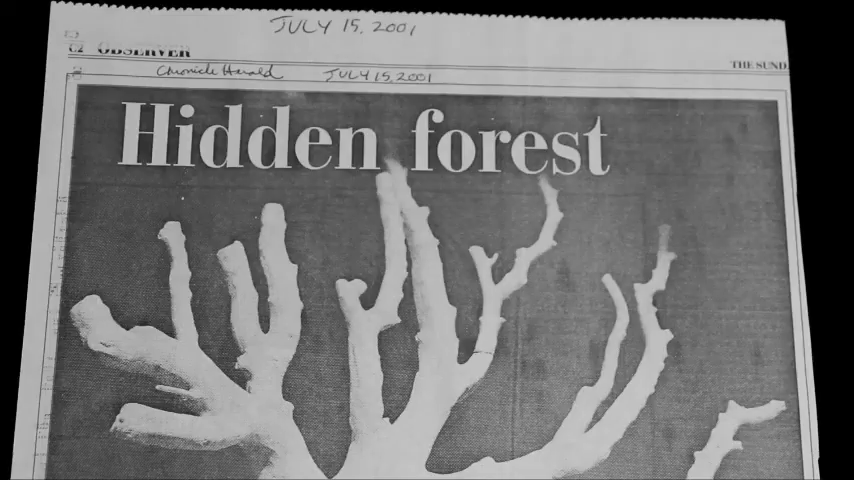 JULY 15, 2001
C2 OBSERVER
THE SUND
Chronicle Herald JULY 15, 2001
Hidden forest